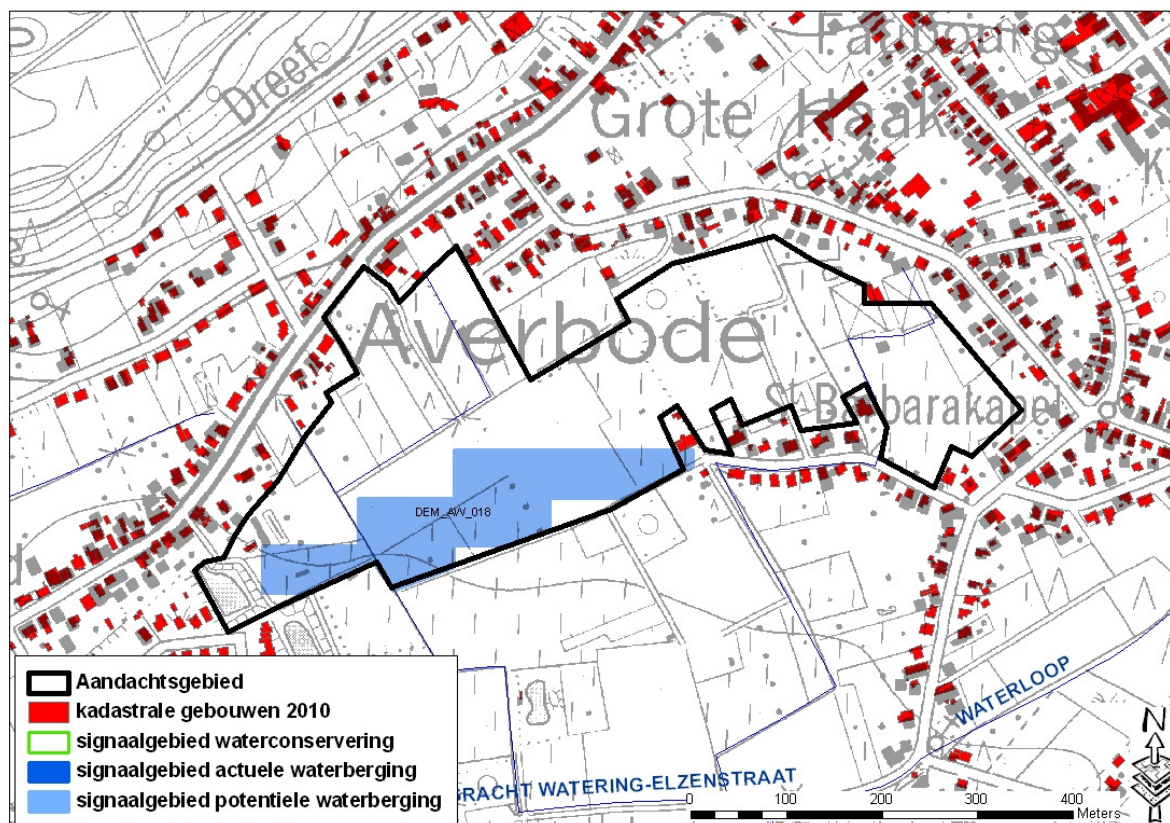 Faubourg
Dreef
Grote Haak
K
Averbode
St-Barbarakapel
DEM_AW_018
d
Aandachtsgebied
kadastrale gebouwen 2010
signaalgebied waterconservering
signaalgebied actuele waterberging
signaalgebied potentiele waterberging
WATERLOOP
GRACHT WATERING-ELZENSTRAAT
N
0 100 200 300 400
Meters